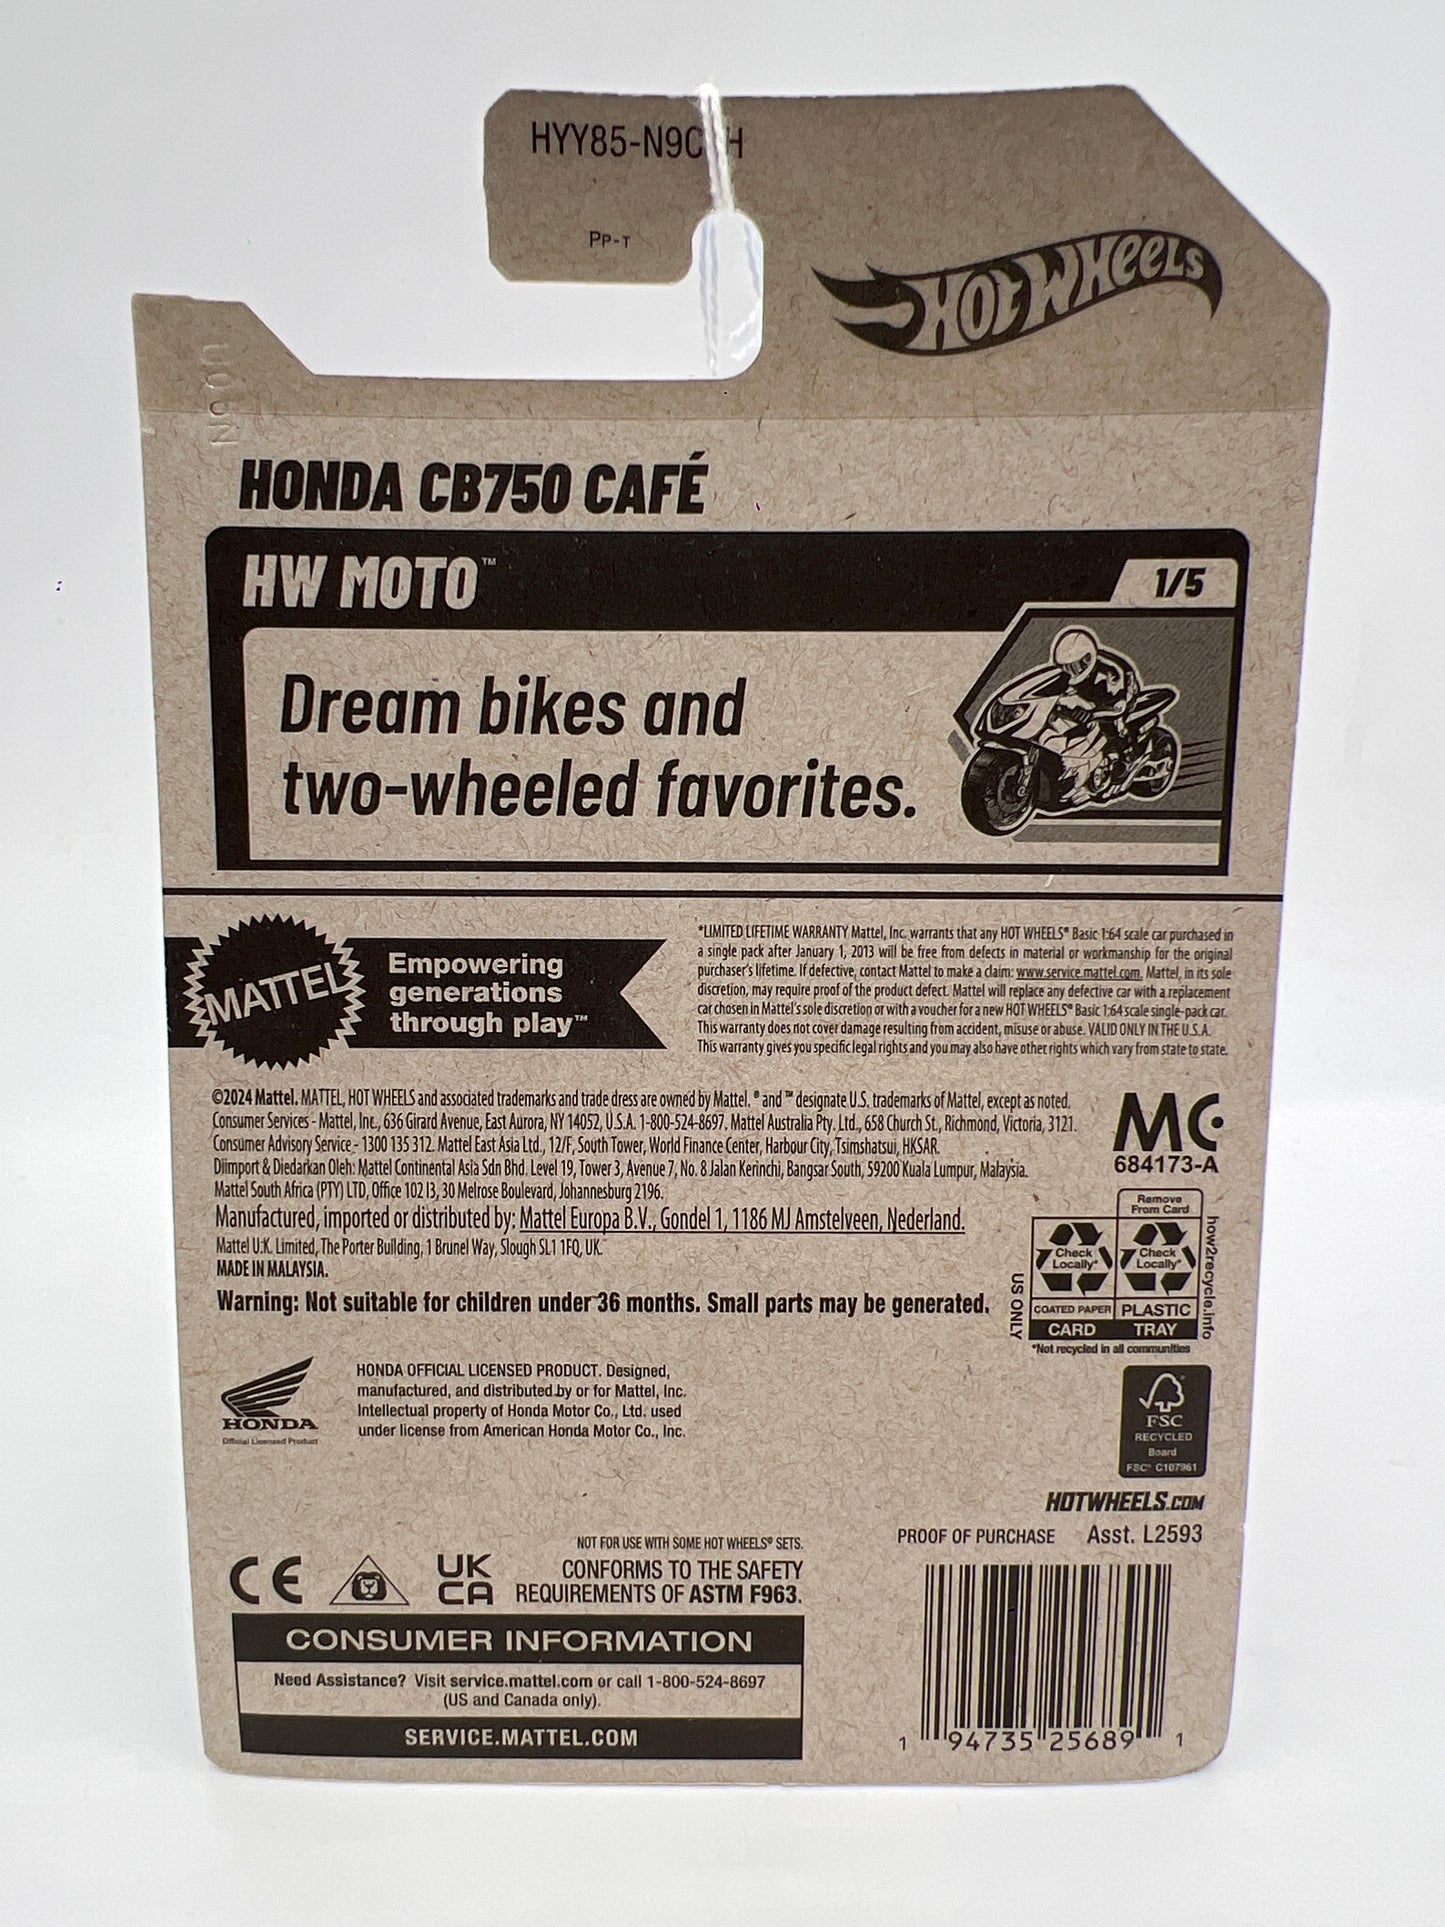 HYY85-N9C H
PP-T
HOT WHEELS
N9 01
HONDA CB750 CAFÉ
HW MOTO™
1/5
Dream bikes and
two-wheeled favorites.
MATTEL
Empowering
generations
through play™
*LIMITED LIFETIME WARRANTY Mattel, Inc. warrants that any HOT WHEELS® Basic 1:64 scale car purchased in
a single pack after January 1, 2013 will be free from defects in material or workmanship for the original
purchaser's lifetime. If defective, contact Mattel to make a claim: www.service.mattel.com. Mattel, in its sole
discretion, may require proof of the product defect. Mattel will replace any defective car with a replacement
car chosen in Mattel's sole discretion or with a voucher for a new HOT WHEELS® Basic 1:64 scale single-pack car.
This warranty does not cover damage resulting from accident, misuse or abuse. VALID ONLY IN THE U.S.A.
This warranty gives you specific legal rights and you may also have other rights which vary from state to state.
©2024 Mattel. MATTEL, HOT WHEELS and associated trademarks and trade dress are owned by Mattel. ® and ™ designate U.S. trademarks of Mattel, except as noted.
Consumer Services - Mattel, Inc., 636 Girard Avenue, East Aurora, NY 14052, U.S.A. 1-800-524-8697. Mattel Australia Pty. Ltd., 658 Church St., Richmond, Victoria, 3121.
Consumer Advisory Service - 1300 135 312. Mattel East Asia Ltd., 12/F, South Tower, World Finance Center, Harbour City, Tsimshatsui, HKSAR.
Diimport & Diedarkan Oleh: Mattel Continental Asia Sdn Bhd. Level 19, Tower 3, Avenue 7, No. 8 Jalan Kerinchi, Bangsar South, 59200 Kuala Lumpur, Malaysia.
Mattel South Africa (PTY) LTD, Office 102 I3, 30 Melrose Boulevard, Johannesburg 2196.
Manufactured, imported or distributed by: Mattel Europa B.V., Gondel 1, 1186 MJ Amstelveen, Nederland.
Mattel U.K. Limited, The Porter Building, 1 Brunel Way, Slough SL1 1FQ, UK.
MADE IN MALAYSIA.
Warning: Not suitable for children under 36 months. Small parts may be generated.
MC
684173-A
Remove
From Card
Check
Locally*
Check
Locally*
COATED PAPER
PLASTIC
CARD
TRAY
US ONLY
how2recycle.info
*Not recycled in all communities
HONDA
Official Licensed Product
HONDA OFFICIAL LICENSED PRODUCT. Designed,
manufactured, and distributed by or for Mattel, Inc.
Intellectual property of Honda Motor Co., Ltd. used
under license from American Honda Motor Co., Inc.
FSC
RECYCLED
Board
FSC® C107961
HOTWHEELS.COM
PROOF OF PURCHASE Asst. L2593
NOT FOR USE WITH SOME HOT WHEELS® SETS.
CE
UK
CA
CONFORMS TO THE SAFETY
REQUIREMENTS OF ASTM F963.
CONSUMER INFORMATION
Need Assistance? Visit service.mattel.com or call 1-800-524-8697
(US and Canada only).
SERVICE.MATTEL.COM
1 94735 25689 1